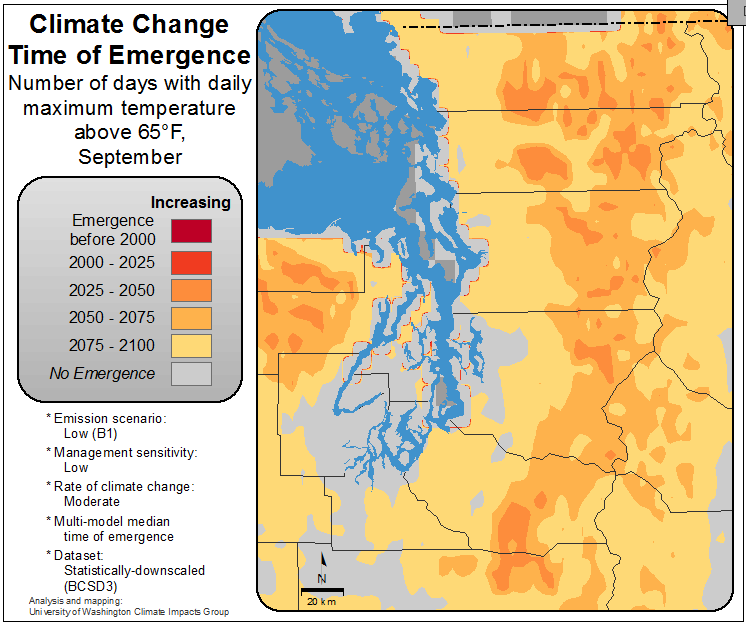 Climate Change
Time of Emergence
Number of days with daily
maximum temperature
above 65°F,
September
Increasing
Emergence
before 2000
2000 - 2025
2025 - 2050
2050 - 2075
2075 - 2100
No Emergence
* Emission scenario:
Low (B1)
* Management sensitivity:
Low
* Rate of climate change:
Moderate
* Multi-model median
time of emergence
* Dataset:
Statistically-downscaled
(BCSD3)
Analysis and mapping:
University of Washington Climate Impacts Group
N
20 km